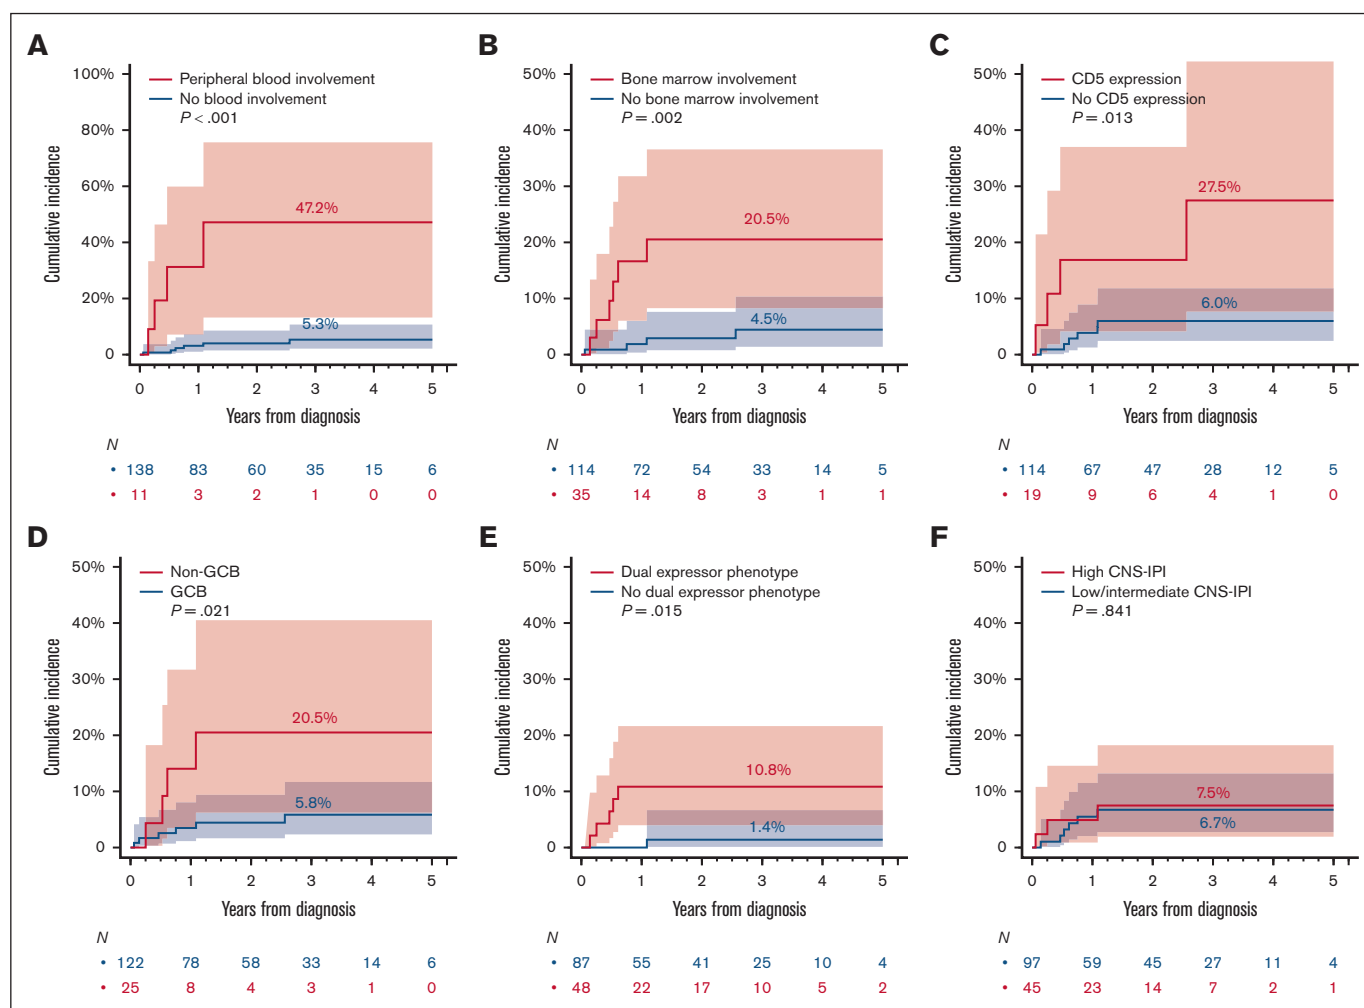 A
Cumulative incidence
100%
80%
60%
40%
20%
0
Peripheral blood involvement
No blood involvement
P < .001
47.2%
5.3%
0 1 2 3 4 5
Years from diagnosis
N
138 83 60 35 15 6
11 3 2 1 0 0
B
Cumulative incidence
50%
40%
30%
20%
10%
0
Bone marrow involvement
No bone marrow involvement
P = .002
20.5%
4.5%
0 1 2 3 4 5
Years from diagnosis
114 72 54 33 14 5
35 14 8 3 1 1
C
Cumulative incidence
50%
40%
30%
20%
10%
0
CD5 expression
No CD5 expression
P = .013
27.5%
6.0%
0 1 2 3 4 5
Years from diagnosis
N
114 67 47 28 12 5
19 9 6 4 1 0
D
Cumulative incidence
50%
40%
30%
20%
10%
0
Non-GCB
GCB
P = .021
20.5%
5.8%
0 1 2 3 4 5
Years from diagnosis
N
122 78 58 33 14 6
25 8 4 3 1 0
E
Cumulative incidence
50%
40%
30%
20%
10%
0
Dual expressor phenotype
No dual expressor phenotype
P = .015
10.8%
1.4%
0 1 2 3 4 5
Years from diagnosis
N
87 55 41 25 10 4
48 22 17 10 5 2
F
Cumulative incidence
50%
40%
30%
20%
10%
0
High CNS-IPI
Low/intermediate CNS-IPI
P = .841
7.5%
6.7%
0 1 2 3 4 5
Years from diagnosis
N
97 59 45 27 11 4
45 23 14 7 2 1